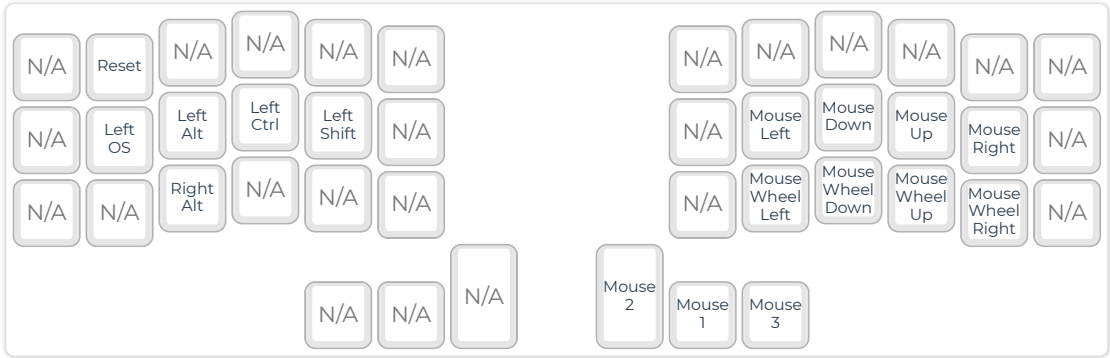 N/A Reset N/A N/A N/A N/A N/A N/A N/A N/A N/A N/A
N/A Left OS Left Alt Left Ctrl Left Shift N/A N/A Mouse Left Mouse Down Mouse Up Mouse Right N/A
N/A N/A Right Alt N/A N/A N/A N/A Mouse Wheel Left Mouse Wheel Down Mouse Wheel Up Mouse Wheel Right N/A
N/A N/A N/A Mouse 2 Mouse 1 Mouse 3